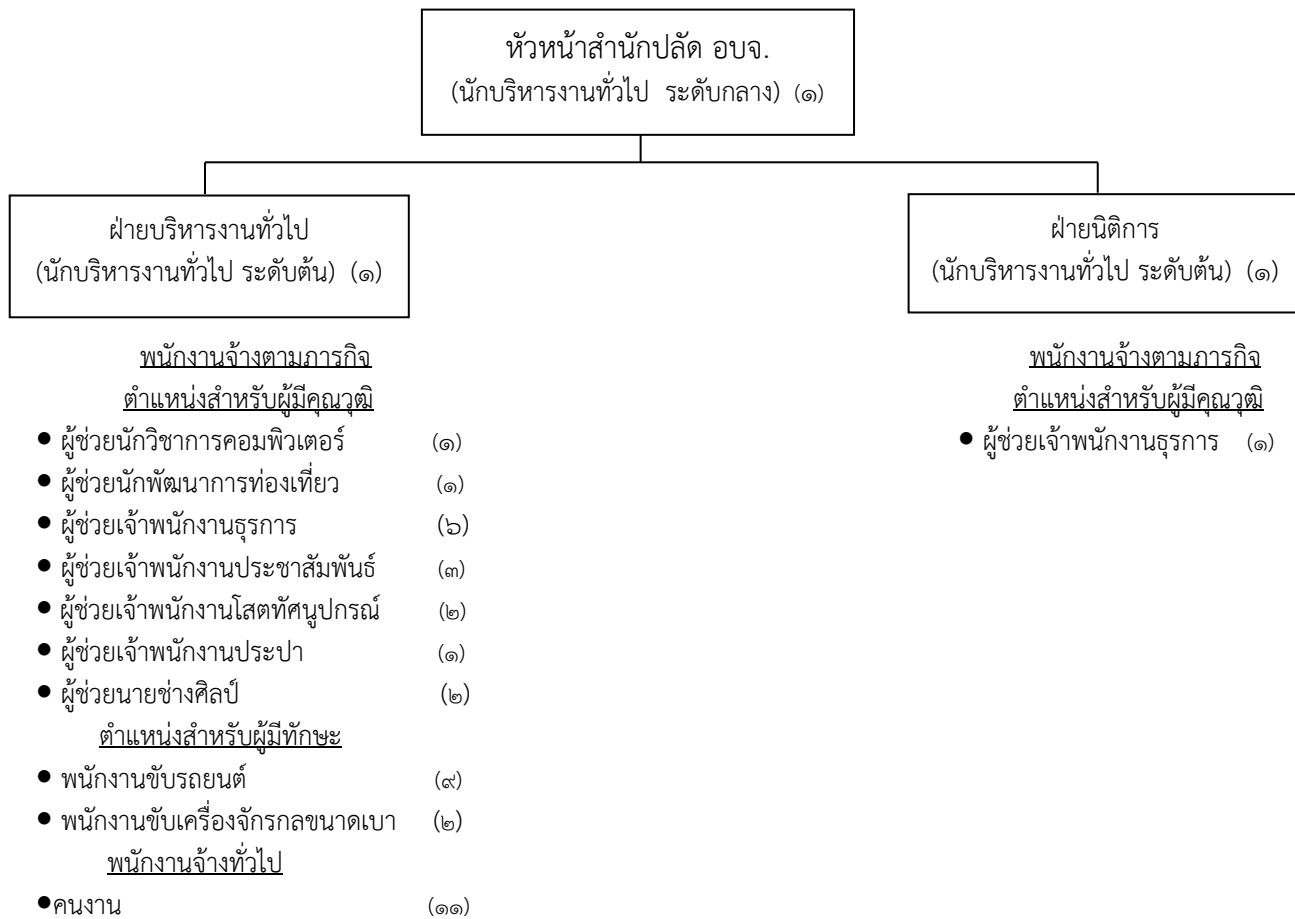 หัวหน้าสำนักปลัด อบจ.
(นักบริหารงานทั่วไป ระดับกลาง) (๑)
ฝ่ายบริหารงานทั่วไป
(นักบริหารงานทั่วไป ระดับต้น) (๑)
พนักงานจ้างตามภารกิจ
ตำแหน่งสำหรับผู้มีคุณวุฒิ
● ผู้ช่วยนักวิชาการคอมพิวเตอร์ (๑)
● ผู้ช่วยนักพัฒนาการท่องเที่ยว (๑)
● ผู้ช่วยเจ้าพนักงานธุรการ (๖)
● ผู้ช่วยเจ้าพนักงานประชาสัมพันธ์ (๓)
● ผู้ช่วยเจ้าพนักงานโสตทัศนูปกรณ์ (๒)
● ผู้ช่วยเจ้าพนักงานประปา (๑)
● ผู้ช่วยนายช่างศิลป์ (๒)
ตำแหน่งสำหรับผู้มีทักษะ
● พนักงานขับรถยนต์ (๙)
● พนักงานขับเครื่องจักรกลขนาดเบา (๒)
พนักงานจ้างทั่วไป
●คนงาน (๑๑)
ฝ่ายนิติการ
(นักบริหารงานทั่วไป ระดับต้น) (๑)
พนักงานจ้างตามภารกิจ
ตำแหน่งสำหรับผู้มีคุณวุฒิ
● ผู้ช่วยเจ้าพนักงานธุรการ (๑)